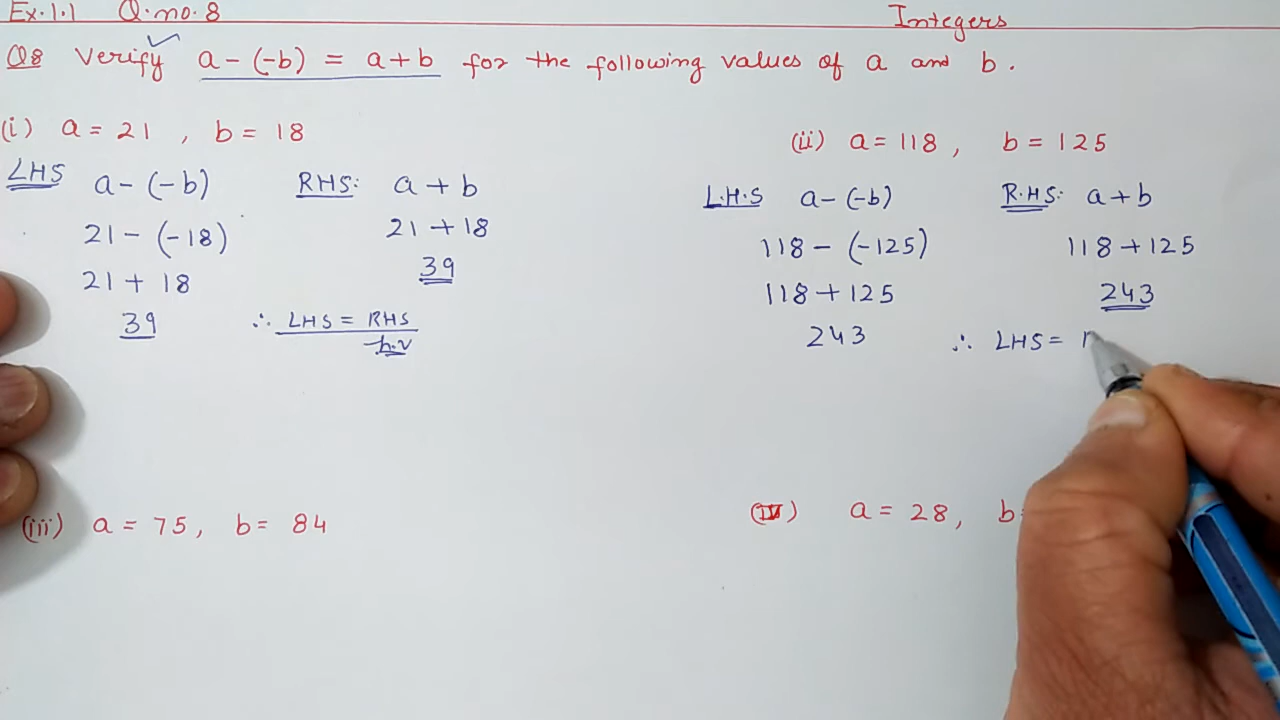 Ex.1.1 Q.no.8
Integers
Q8 Verify a-(-b) = a+b for the following values of a and b.
(i) a = 21 , b = 18
LHS a-(-b)
21 - (-18)
21 + 18
39
RHS: a + b
21 + 18
39
∴ LHS = RHS
h.v
(ii) a = 118 , b = 125
L.H.S a - (-b)
118 - (-125)
118 + 125
243
R.HS: a+b
118 + 125
243
∴ LHS =
(iii) a = 75, b = 84
(iv) a = 28, b